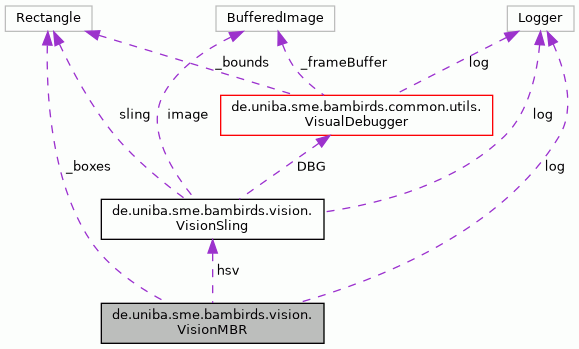 Rectangle
BufferedImage
Logger
_bounds
_frameBuffer
log
sling
image
de.uniba.sme.bambirds.common.utils.
VisualDebugger
log
_boxes
DBG
log
de.uniba.sme.bambirds.vision.
VisionSling
hsv
de.uniba.sme.bambirds.vision.
VisionMBR